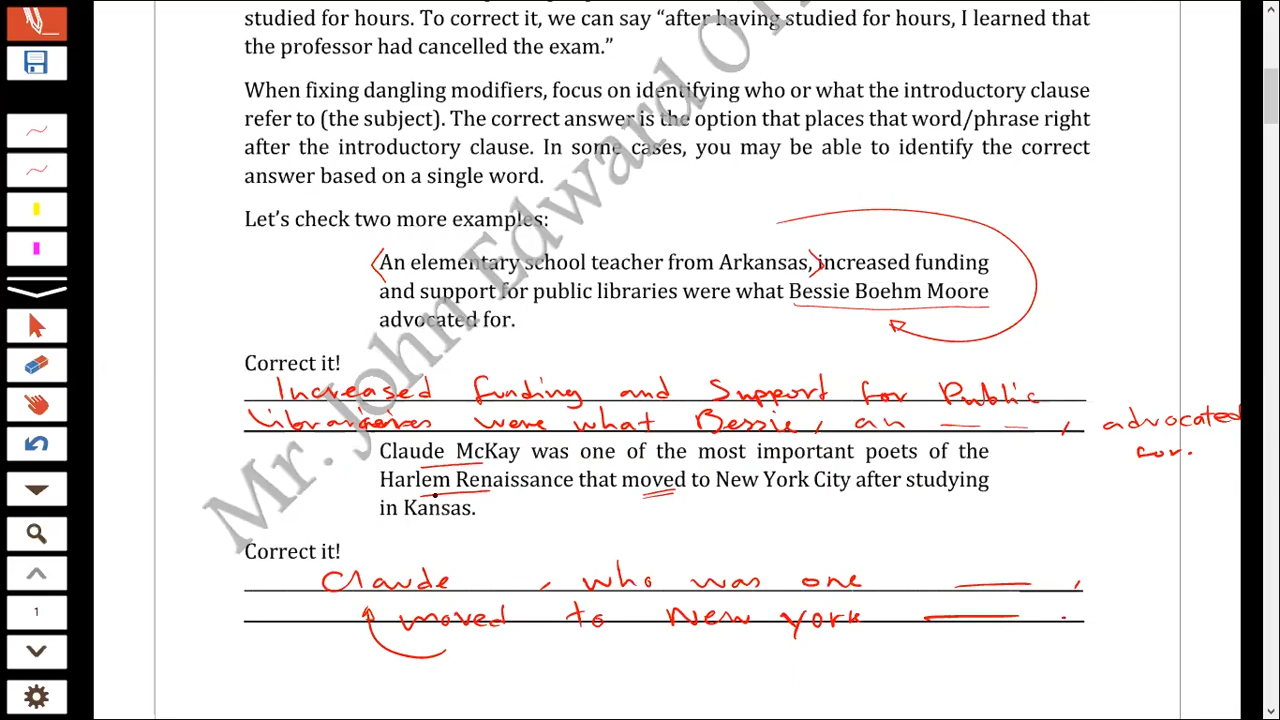 studied for hours. To correct it, we can say “after having studied for hours, I learned that
the professor had cancelled the exam.”
When fixing dangling modifiers, focus on identifying who or what the introductory clause
refer to (the subject). The correct answer is the option that places that word/phrase right
after the introductory clause. In some cases, you may be able to identify the correct
answer based on a single word.
Let’s check two more examples:
An elementary school teacher from Arkansas, increased funding
and support for public libraries were what Bessie Boehm Moore
advocated for.
Correct it!
Increased funding and Support for Public
libraries were what Bessie, an — —, advocated
for.
Claude McKay was one of the most important poets of the
Harlem Renaissance that moved to New York City after studying
in Kansas.
Correct it!
Claude , who was one —— ,
moved to New york —— .
Mr. John Edward
1